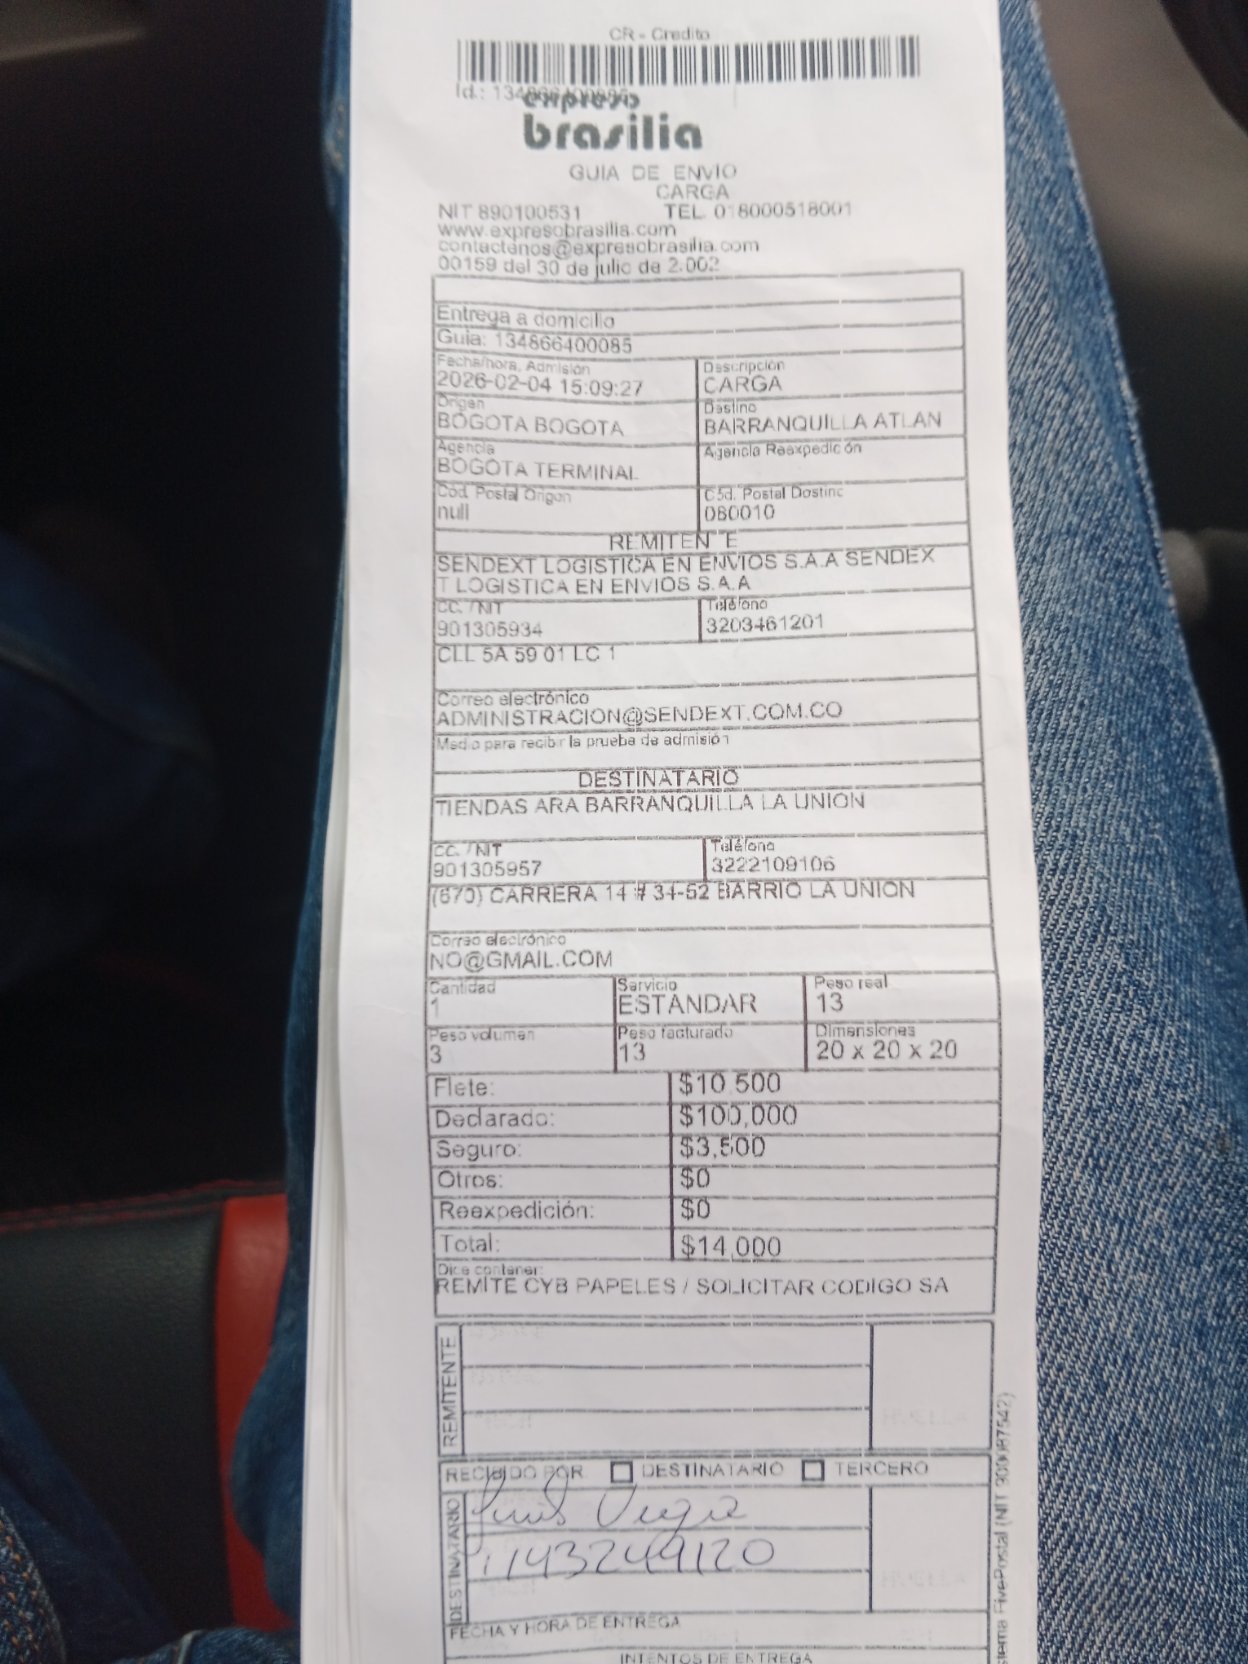 CR - Credito
Id.: 134866400085
expreso
brasilia
GUIA DE ENVIO
CARGA
NIT 890100531 TEL. 018000518001
www.expresobrasilia.com
contactenos@expresobrasilia.com
00159 del 30 de julio de 2.002
Entrega a domicilio
Guia: 134866400085
Fecha/hora, Admisión Descripción
2026-02-04 15:09:27 CARGA
Origen Destino
BOGOTA BOGOTA BARRANQUILLA ATLAN
Agencia Agencia Reexpedición
BOGOTA TERMINAL
Cód. Postal Origen Cód. Postal Destino
null 080010
REMITENTE
SENDEXT LOGISTICA EN ENVIOS S.A.A SENDEX
T LOGISTICA EN ENVIOS S.A.A
CC. / NIT Teléfono
901305934 3203461201
CLL 5A 59 01 LC 1
Correo electrónico
ADMINISTRACION@SENDEXT.COM.CO
Medio para recibir la prueba de admisión
DESTINATARIO
TIENDAS ARA BARRANQUILLA LA UNION
CC. / NIT Teléfono
901305957 3222109106
(670) CARRERA 14 # 34-52 BARRIO LA UNION
Correo electrónico
NO@GMAIL.COM
Cantidad Servicio Peso real
1 ESTANDAR 13
Peso volumen Peso facturado Dimensiones
3 13 20 x 20 x 20
Flete: $10,500
Declarado: $100,000
Seguro: $3,500
Otros: $0
Reexpedición: $0
Total: $14,000
Dice contener:
REMITE CYB PAPELES / SOLICITAR CODIGO SA
REMITENTE
RECIBIDO POR DESTINATARIO TERCERO
DESTINATARIO
1143244120
FECHA Y HORA DE ENTREGA
INTENTOS DE ENTREGA
FivePostal (NIT 900087542)